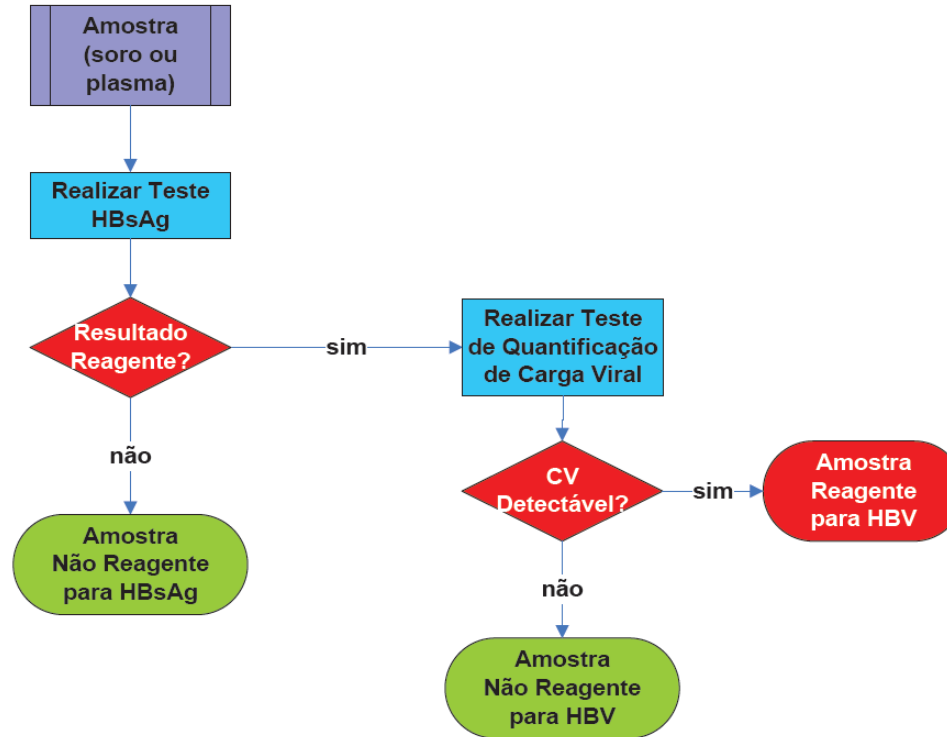 Amostra
(soro ou
plasma)
Realizar Teste
HBsAg
Resultado
Reagente?
sim
Realizar Teste
de Quantificação
de Carga Viral
não
CV
Detectável?
sim
Amostra
Reagente
para HBV
Amostra
Não Reagente
para HBsAg
não
Amostra
Não Reagente
para HBV